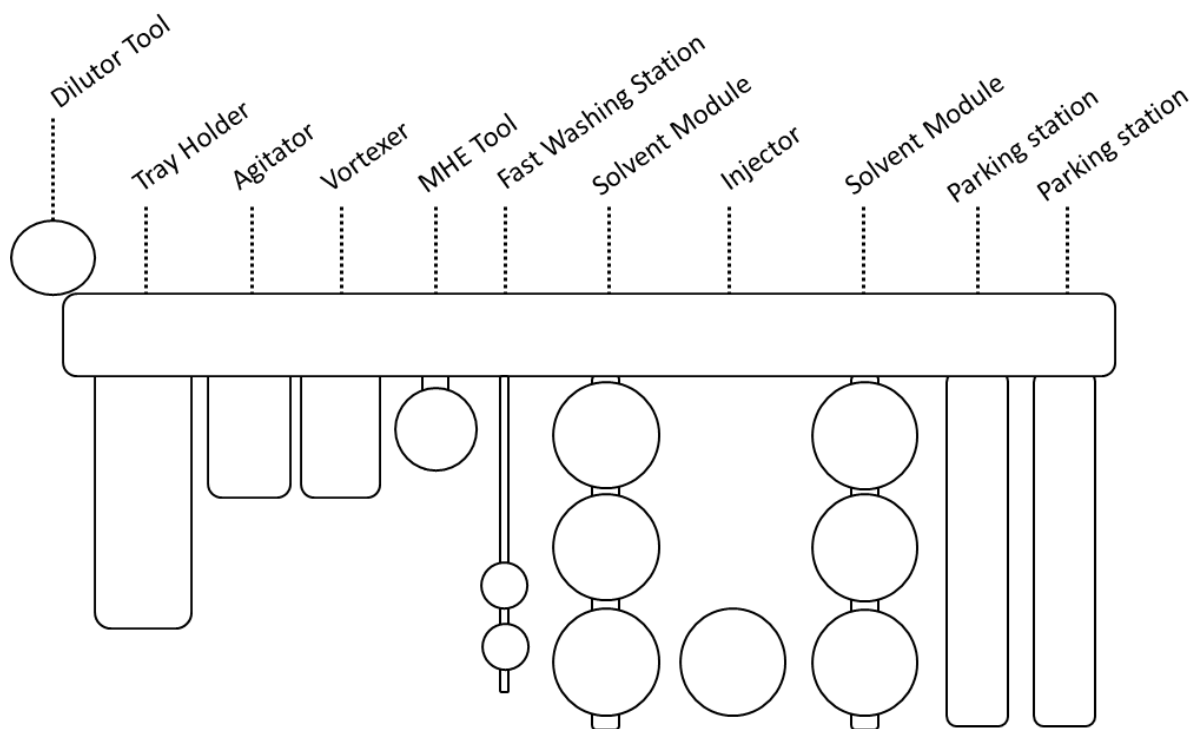 Dilutor Tool
Tray Holder
Agitator
Vortexer
MHE Tool
Fast Washing Station
Solvent Module
Injector
Solvent Module
Parking station
Parking station